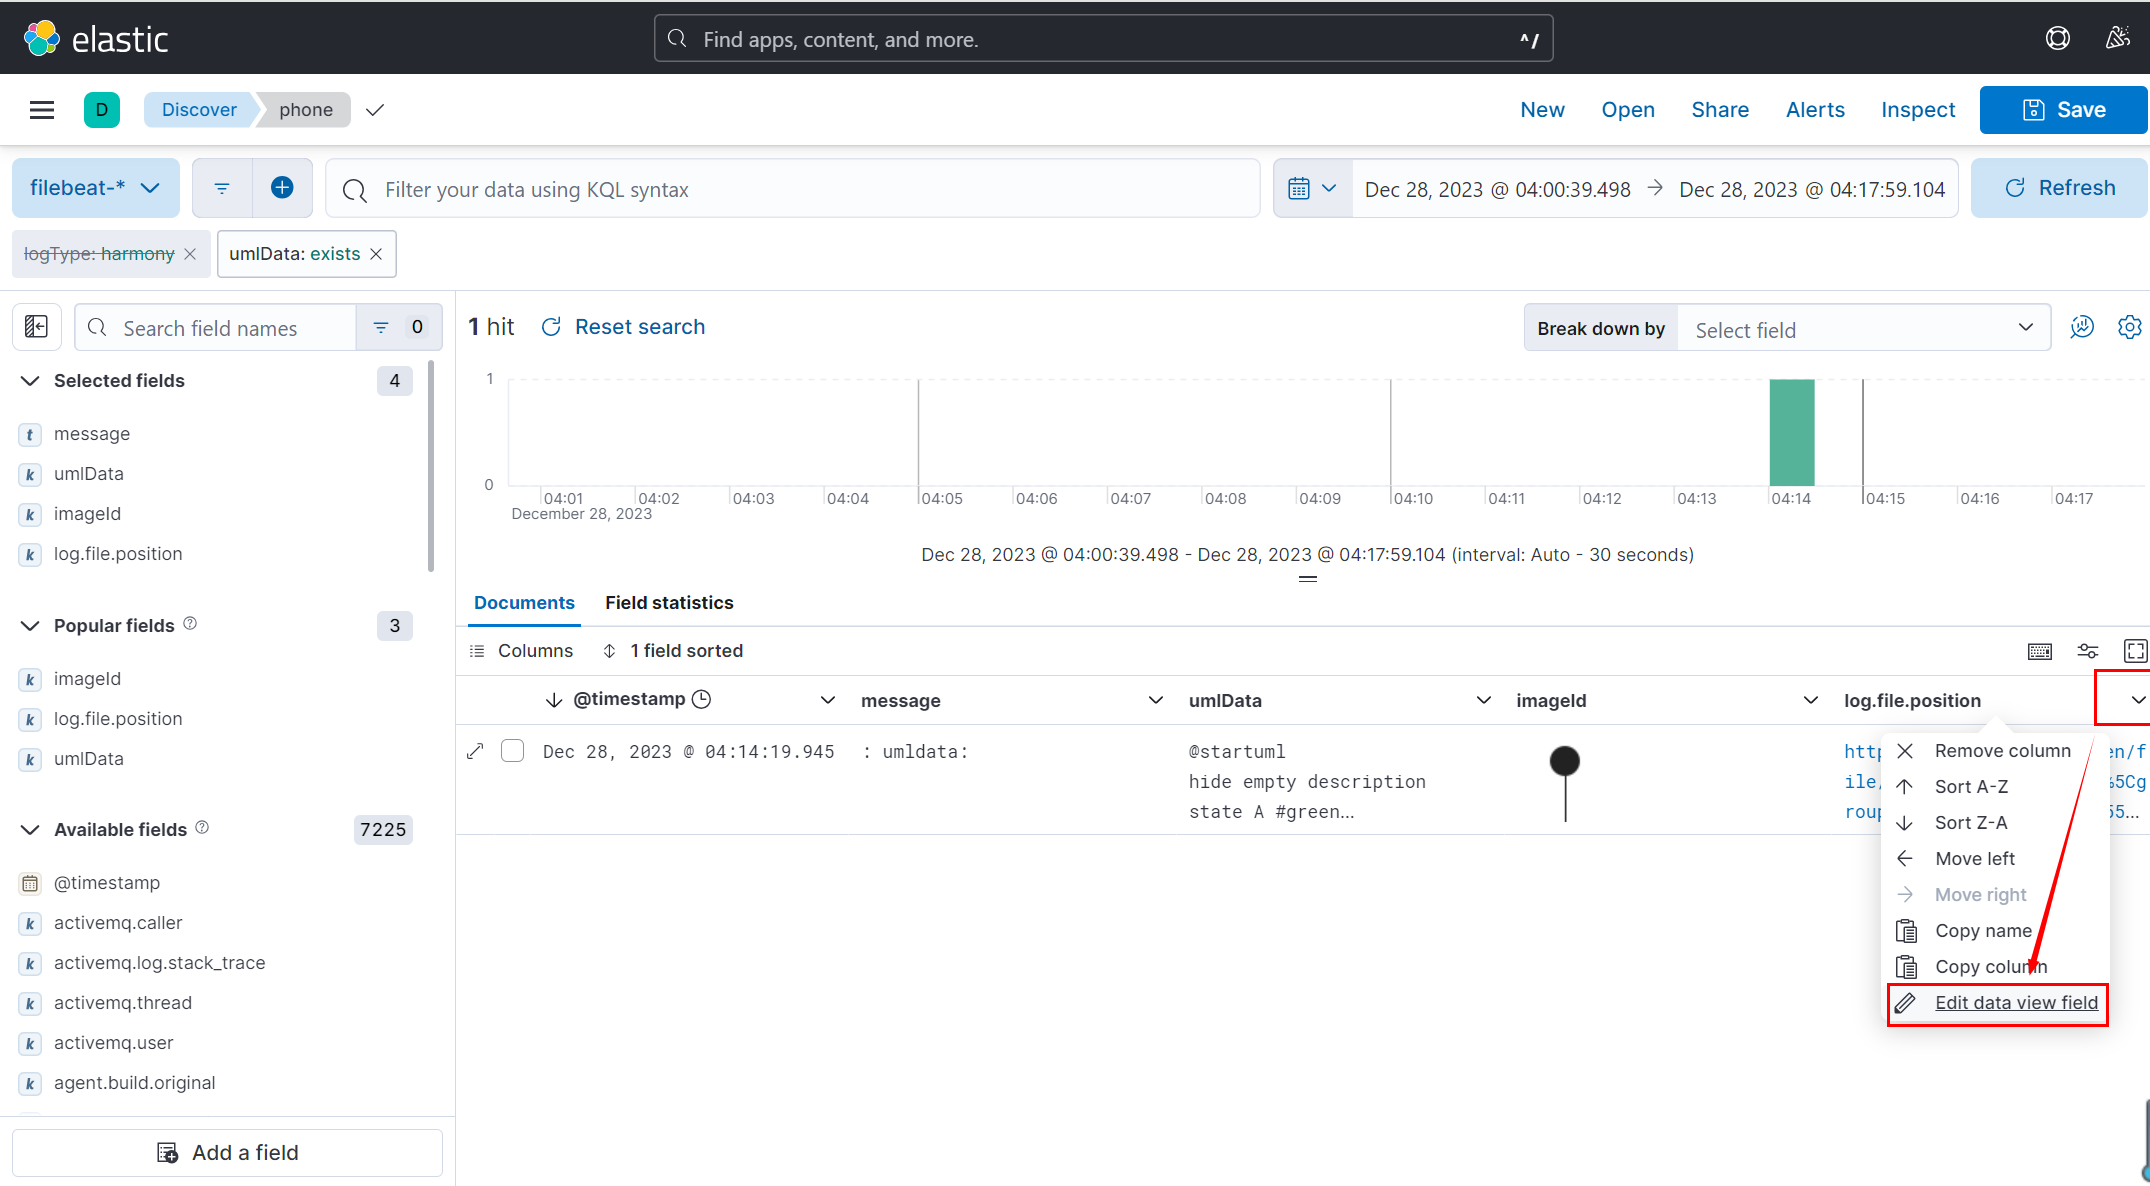 elastic
Find apps, content, and more.
^/
D
Discover
phone
New
Open
Share
Alerts
Inspect
Save
filebeat-*
Filter your data using KQL syntax
Dec 28, 2023 @ 04:00:39.498
Dec 28, 2023 @ 04:17:59.104
Refresh
logType: harmony
umlData: exists
Search field names
0
1 hit
Reset search
Break down by
Select field
Selected fields
4
t message
k umlData
k imageId
k log.file.position
Popular fields
3
k imageId
k log.file.position
k umlData
Available fields
7225
@timestamp
k activemq.caller
k activemq.log.stack_trace
k activemq.thread
k activemq.user
k agent.build.original
Add a field
1
0
04:01 04:02 04:03 04:04 04:05 04:06 04:07 04:08 04:09 04:10 04:11 04:12 04:13 04:14 04:15 04:16 04:17
December 28, 2023
Dec 28, 2023 @ 04:00:39.498 - Dec 28, 2023 @ 04:17:59.104 (interval: Auto - 30 seconds)
Documents
Field statistics
Columns
1 field sorted
@timestamp
message
umlData
imageId
log.file.position
Dec 28, 2023 @ 04:14:19.945
: umldata:
@startuml
hide empty description
state A #green...
http
en/f
ile/
%5Cg
roup
55...
Remove column
Sort A-Z
Sort Z-A
Move left
Move right
Copy name
Copy column
Edit data view field